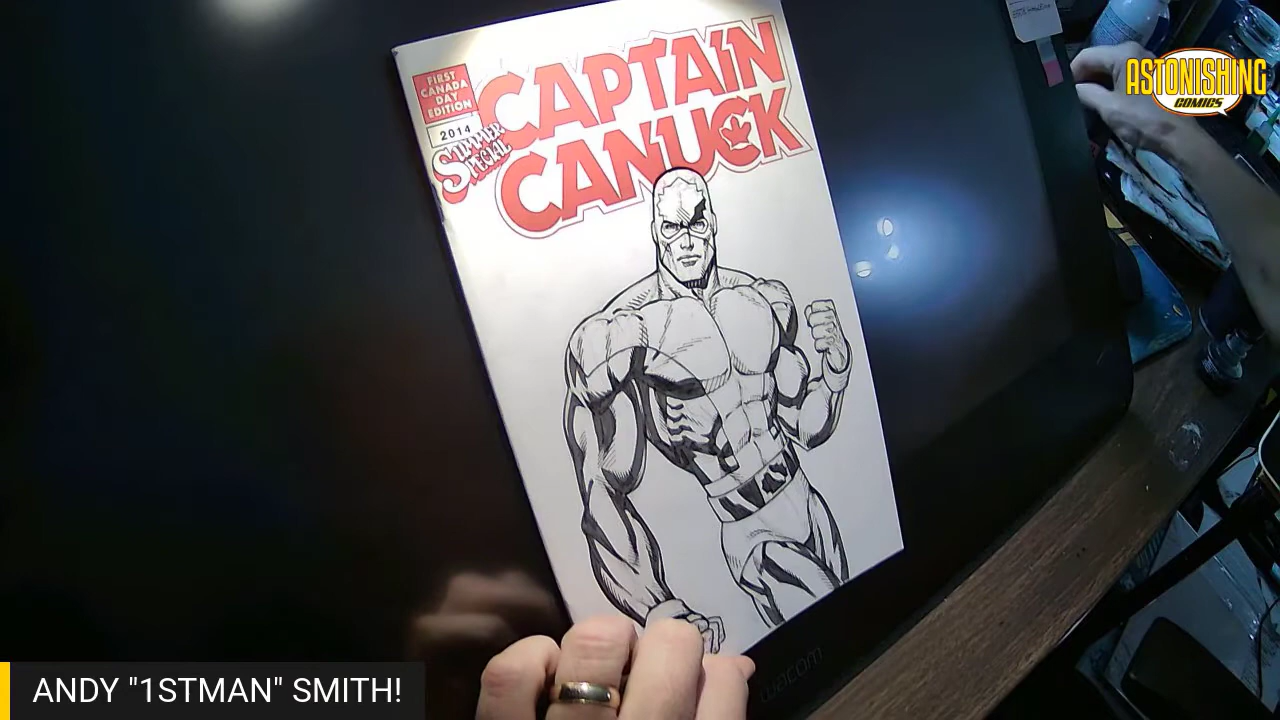 FIRST
CANADA
DAY
EDITION
2014
SUMMER
SPECIAL
CAPTAIN
CANUCK
ASTONISHING
COMICS
wacom
ANDY "1STMAN" SMITH!